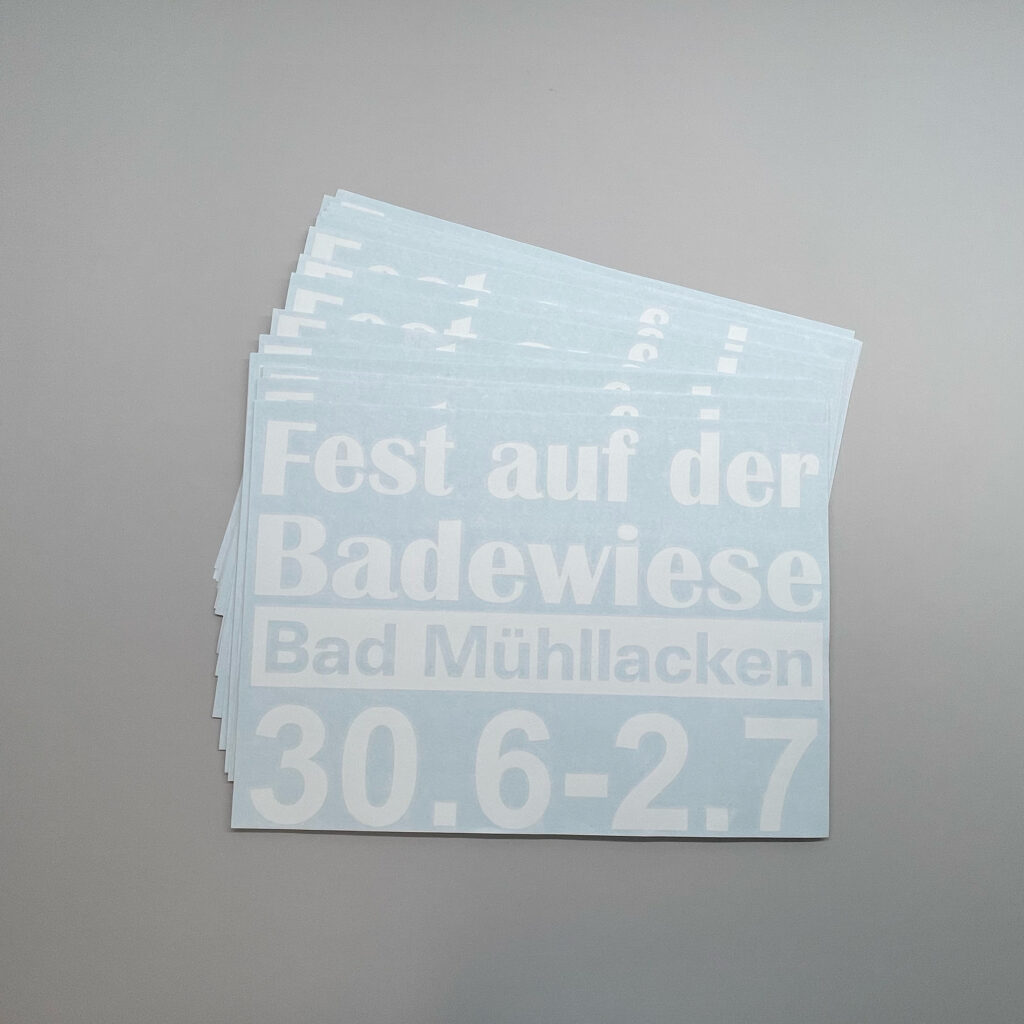 Fest auf der
Badewiese
Bad Mühllacken
30.6-2.7